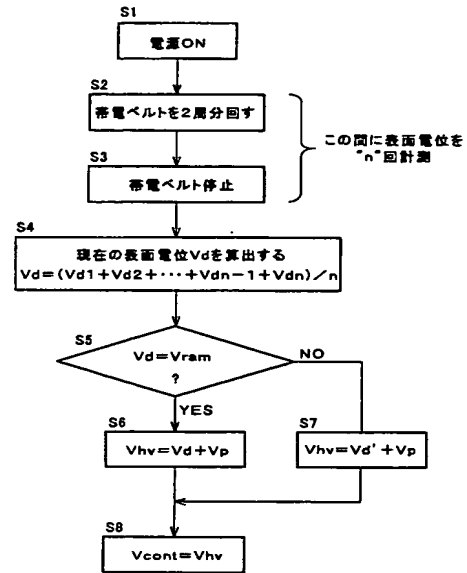 S1
電源ON
S2
帯電ベルトを2周分回す
S3
帯電ベルト停止
この間に表面電位を
"n"回計測
S4
現在の表面電位Vdを算出する
Vd=(Vd1+Vd2+···+Vdn-1+Vdn)/n
S5
Vd=Vram
?
NO
YES
S6
Vhv=Vd+Vp
S7
Vhv=Vd'+Vp
S8
Vcont=Vhv